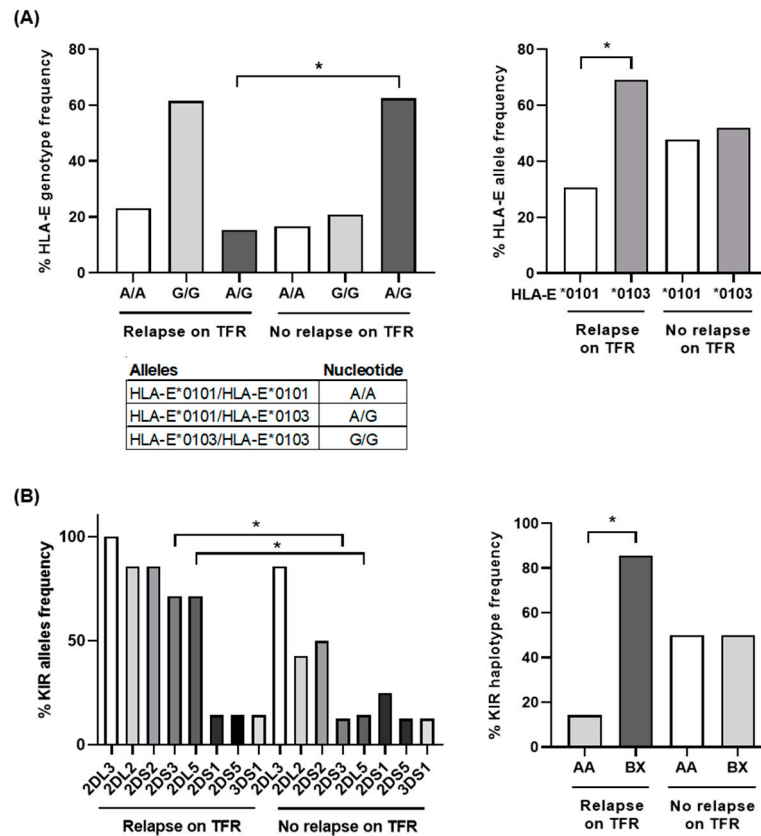 (A)
% HLA-E genotype frequency
80
60
40
20
0
*
A/A G/G A/G A/A G/G A/G
Relapse on TFR No relapse on TFR
% HLA-E allele frequency
80
60
40
20
0
*
HLA-E *0101 *0103 *0101 *0103
Relapse on TFR No relapse on TFR
Alleles Nucleotide
HLA-E*0101/HLA-E*0101 A/A
HLA-E*0101/HLA-E*0103 A/G
HLA-E*0103/HLA-E*0103 G/G
(B)
% KIR alleles frequency
100
50
0
*
*
2DL3 2DL2 2DS2 2DS3 2DL5 2DS1 2DS5 3DS1 2DL3 2DL2 2DS2 2DS3 2DL5 2DS1 2DS5 3DS1
Relapse on TFR No relapse on TFR
% KIR haplotype frequency
100
80
60
40
20
0
*
AA BX AA BX
Relapse on TFR No relapse on TFR